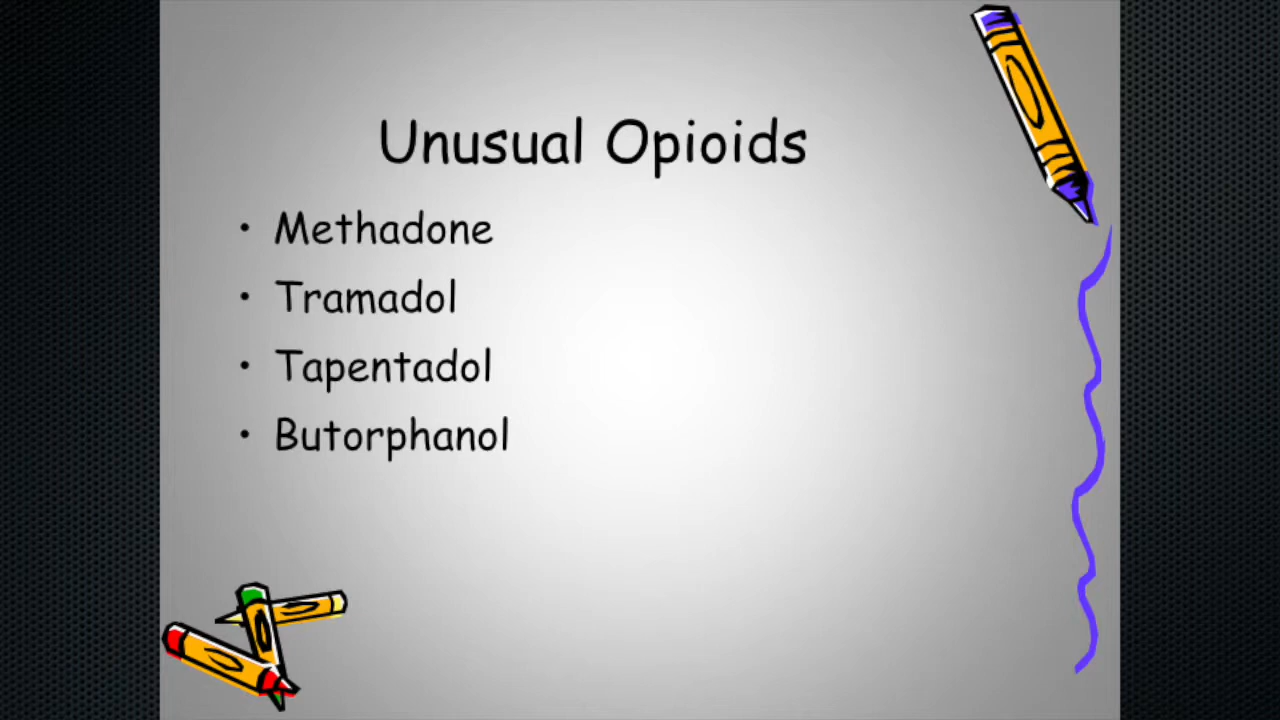 Unusual Opioids
• Methadone
• Tramadol
• Tapentadol
• Butorphanol